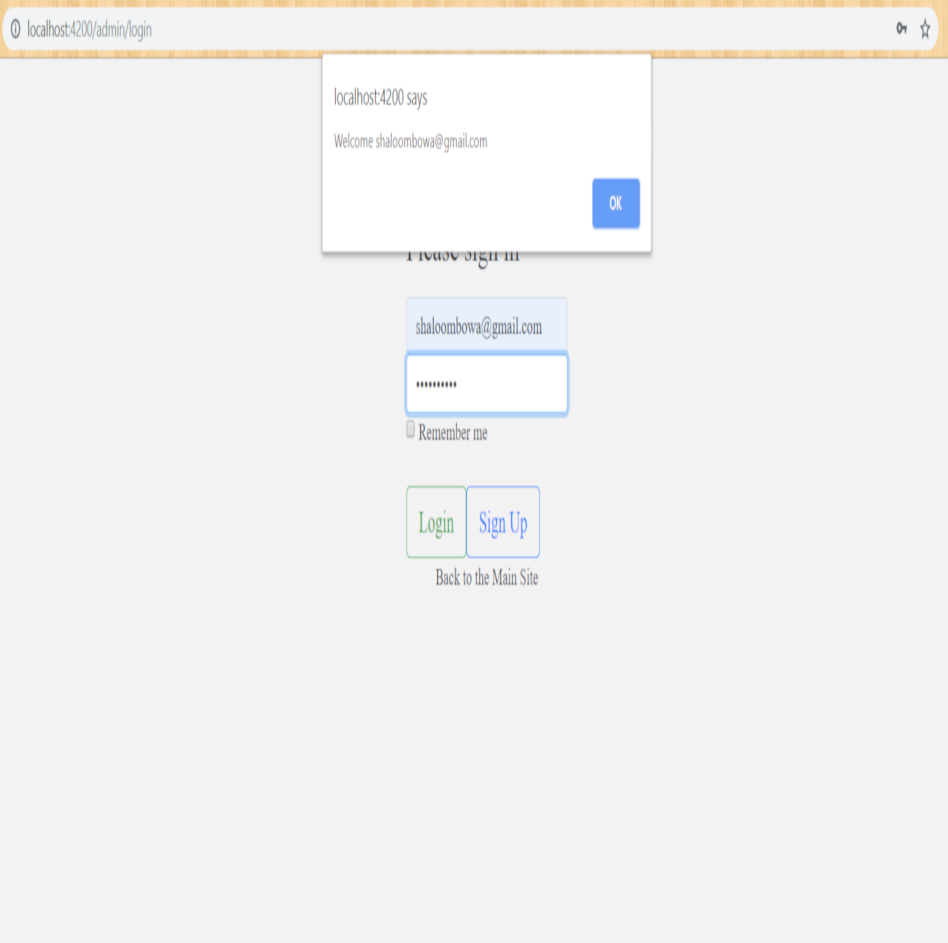 localhost:4200/admin/login
localhost:4200 says
Welcome shaloombowa@gmail.com
OK
Please sign in
shaloombowa@gmail.com
••••••••••
Remember me
Login Sign Up
Back to the Main Site